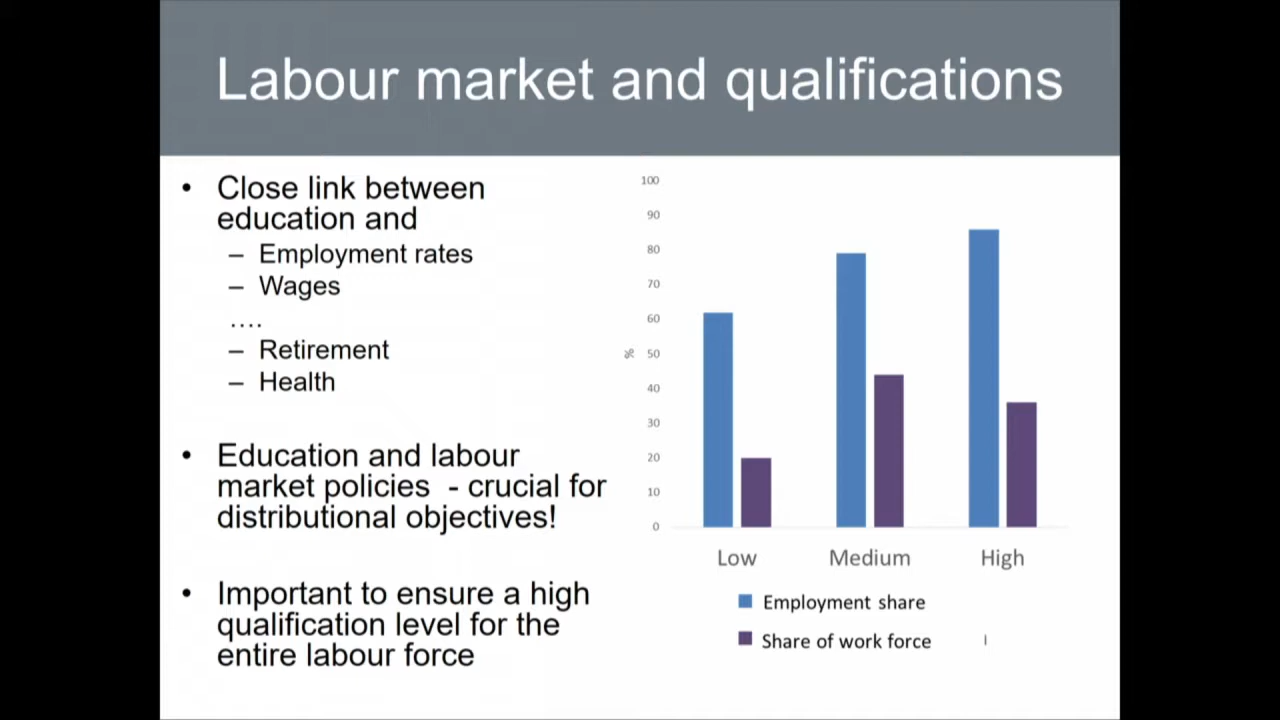 Labour market and qualifications
• Close link between
education and
– Employment rates
– Wages
....
– Retirement
– Health
• Education and labour
market policies - crucial for
distributional objectives!
• Important to ensure a high
qualification level for the
entire labour force
100
90
80
70
60
50
40
30
20
10
0
%
Low Medium High
Employment share
Share of work force